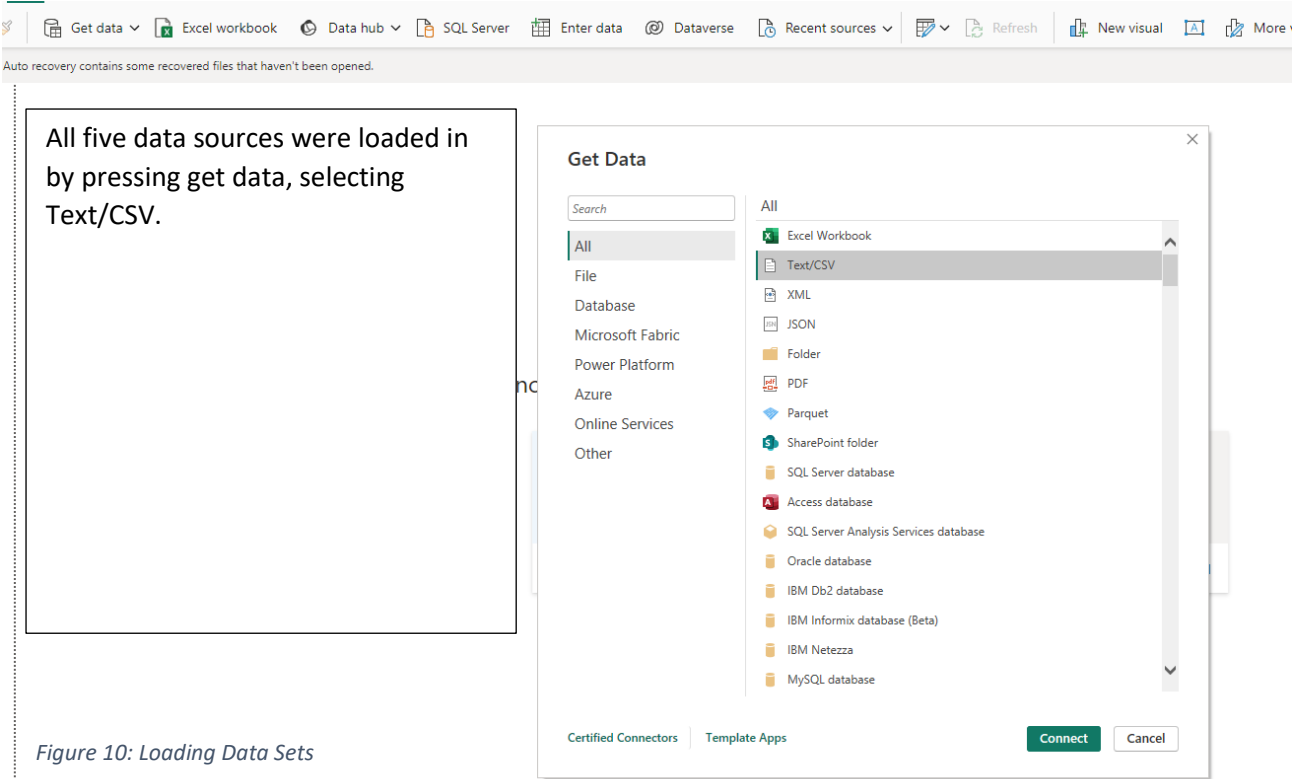 Get data Excel workbook Data hub SQL Server Enter data Dataverse Recent sources Refresh New visual A More
Auto recovery contains some recovered files that haven't been opened.
All five data sources were loaded in
by pressing get data, selecting
Text/CSV.
Get Data
Search
All
File
Database
Microsoft Fabric
Power Platform
Azure
Online Services
Other
All
Excel Workbook
Text/CSV
XML
JSON
Folder
PDF
Parquet
SharePoint folder
SQL Server database
Access database
SQL Server Analysis Services database
Oracle database
IBM Db2 database
IBM Informix database (Beta)
IBM Netezza
MySQL database
Certified Connectors Template Apps
Connect Cancel
Figure 10: Loading Data Sets